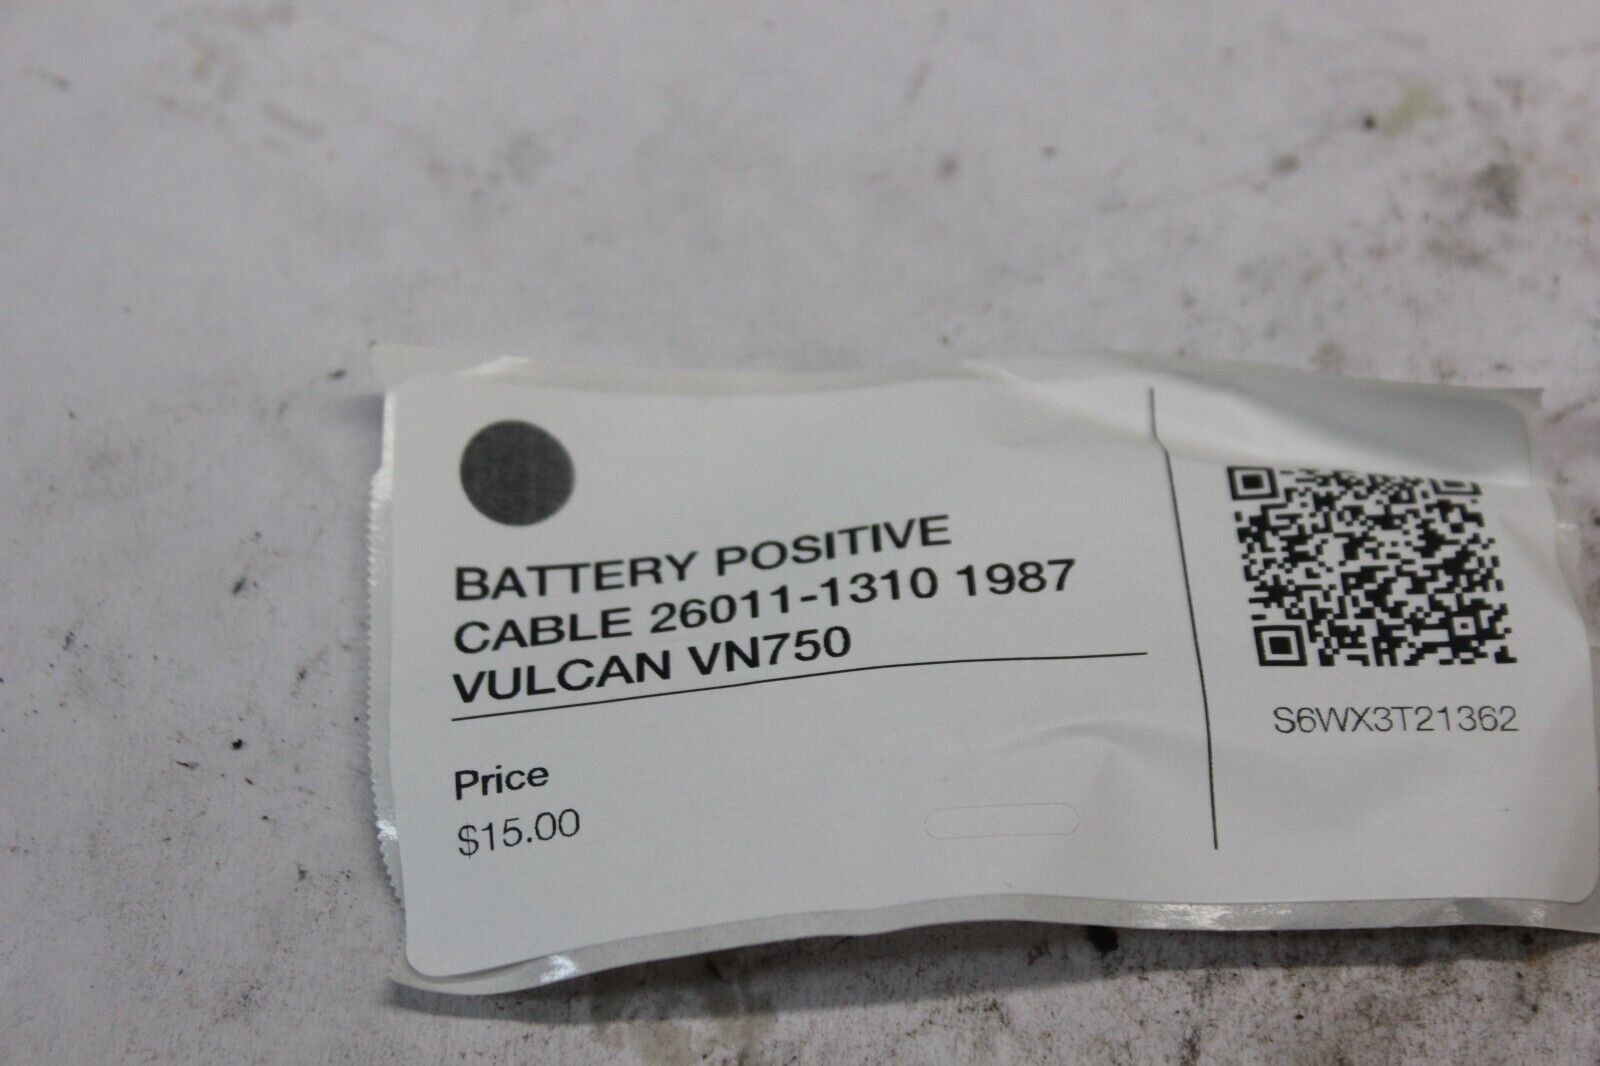 BATTERY POSITIVE
CABLE 26011-1310 1987
VULCAN VN750
Price
$15.00
S6WX3T21362